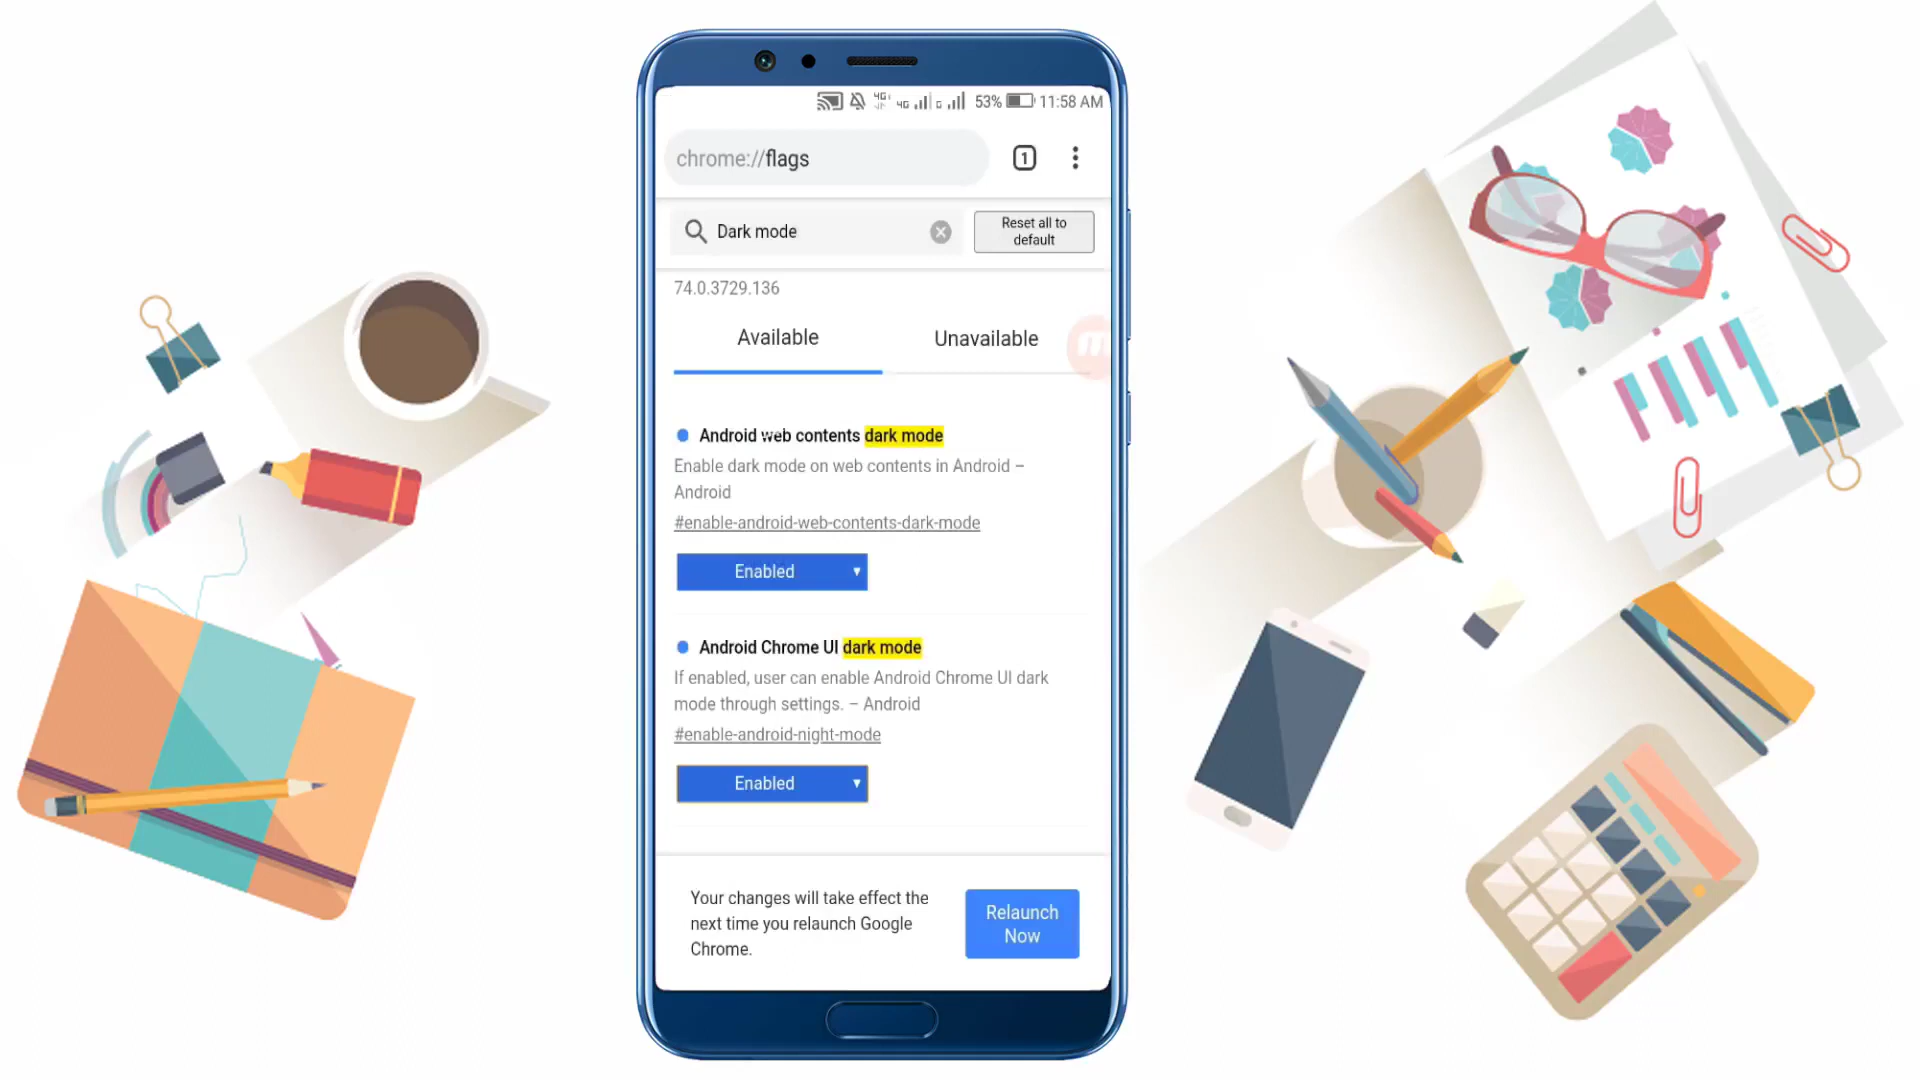 53% 11:58 AM
chrome://flags
1
Dark mode
Reset all to
default
74.0.3729.136
Available
Unavailable
Android web contents dark mode
Enable dark mode on web contents in Android –
Android
#enable-android-web-contents-dark-mode
Enabled
Android Chrome UI dark mode
If enabled, user can enable Android Chrome UI dark
mode through settings. – Android
#enable-android-night-mode
Enabled
Your changes will take effect the
next time you relaunch Google
Chrome.
Relaunch
Now